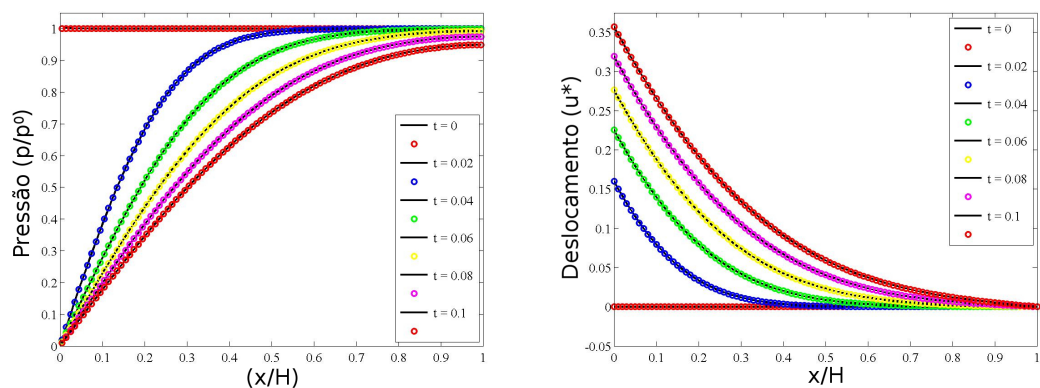 Pressão (p/p⁰)
1
0.9
0.8
0.7
0.6
0.5
0.4
0.3
0.2
0.1
0
0
0.1
0.2
0.3
0.4
0.5
0.6
0.7
0.8
0.9
1
(x/H)
t = 0
t = 0.02
t = 0.04
t = 0.06
t = 0.08
t = 0.1
Deslocamento (u*)
0.35
0.3
0.25
0.2
0.15
0.1
0.05
0
-0.05
0
0.1
0.2
0.3
0.4
0.5
0.6
0.7
0.8
0.9
1
x/H
t = 0
t = 0.02
t = 0.04
t = 0.06
t = 0.08
t = 0.1